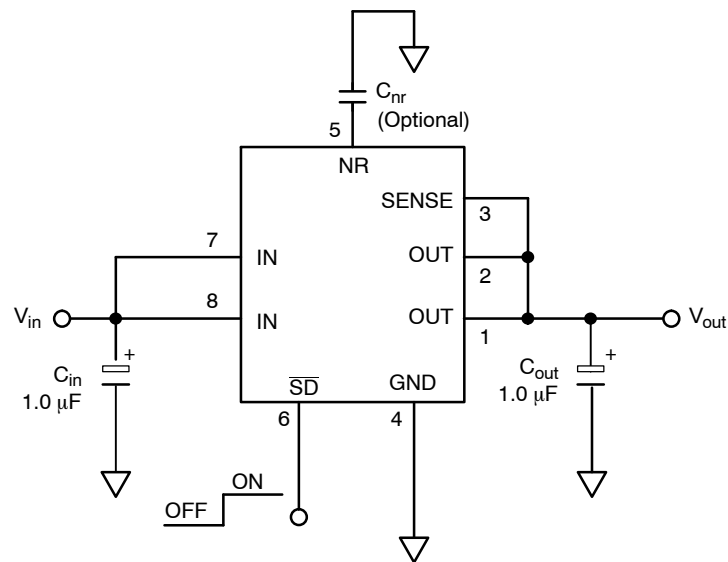 C_nr
(Optional)
5
NR
SENSE
3
7
IN
OUT
2
8
IN
OUT
1
V_in
V_out
+
C_in
1.0 µF
S̅D̅
GND
+
C_out
1.0 µF
6
4
ON
OFF